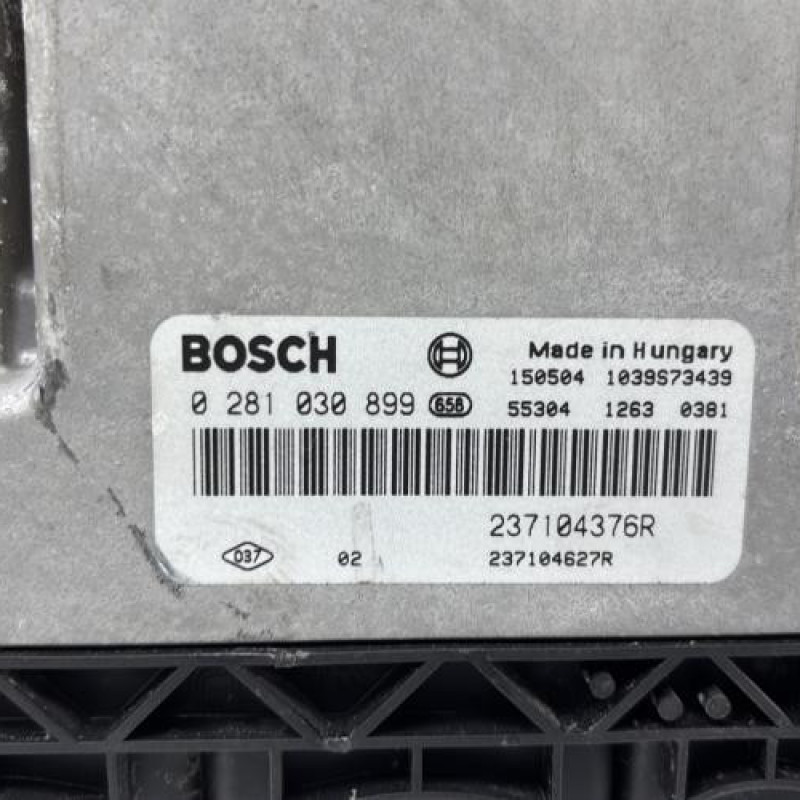 BOSCH Made in Hungary
150504 1039S73439
0 281 030 899 658 55304 1263 0381
237104376R
037 02 237104627R